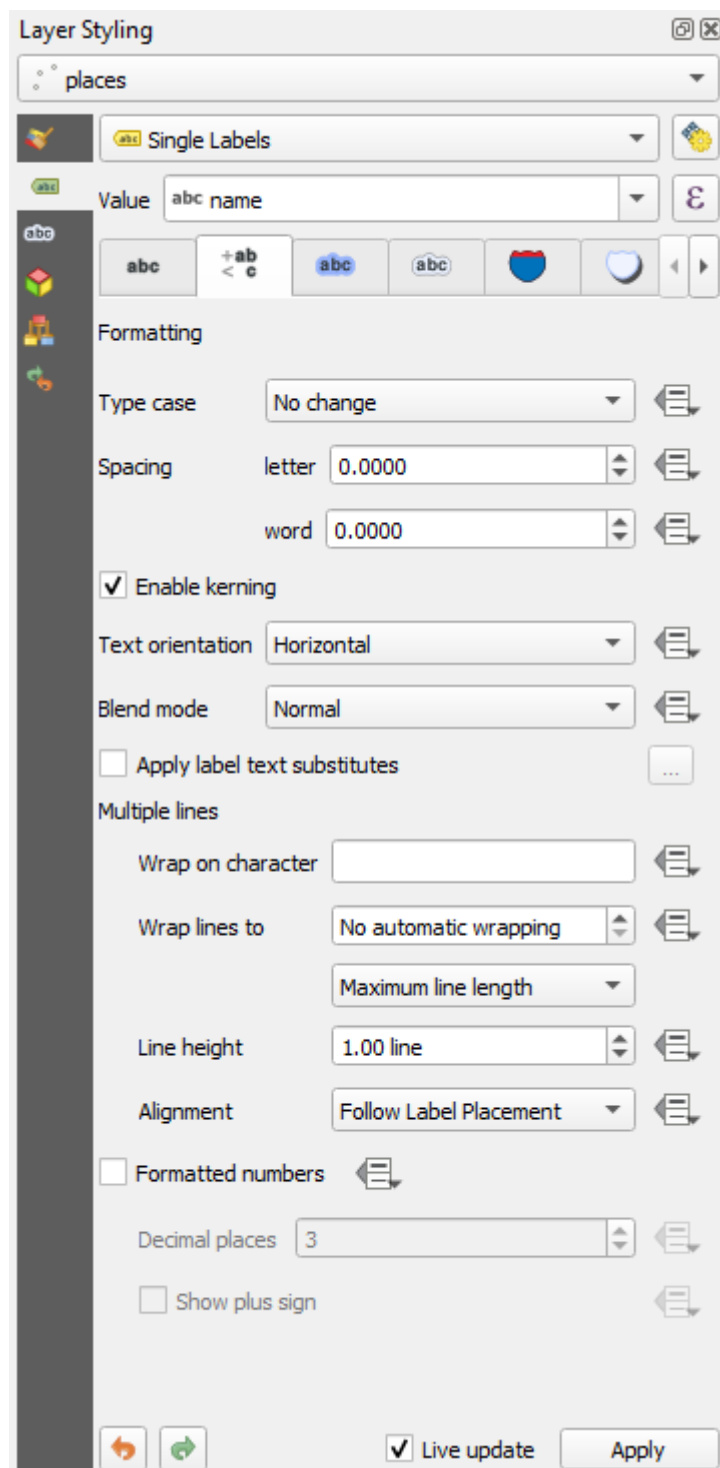 Layer Styling
places
abc Single Labels
Value abc name ε
abc +ab < c abc abc
Formatting
Type case No change
Spacing letter 0.0000
word 0.0000
Enable kerning
Text orientation Horizontal
Blend mode Normal
Apply label text substitutes ...
Multiple lines
Wrap on character
Wrap lines to No automatic wrapping
Maximum line length
Line height 1.00 line
Alignment Follow Label Placement
Formatted numbers
Decimal places 3
Show plus sign
Live update Apply